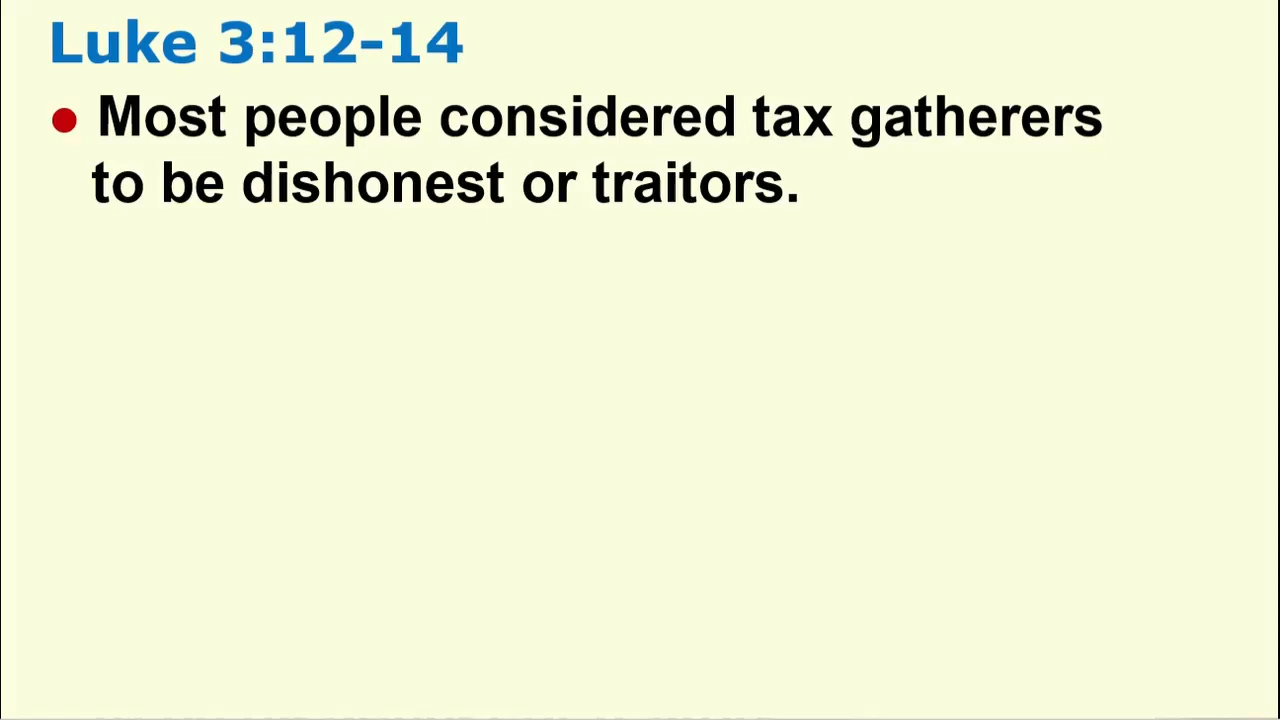 Luke 3:12-14
● Most people considered tax gatherers
to be dishonest or traitors.